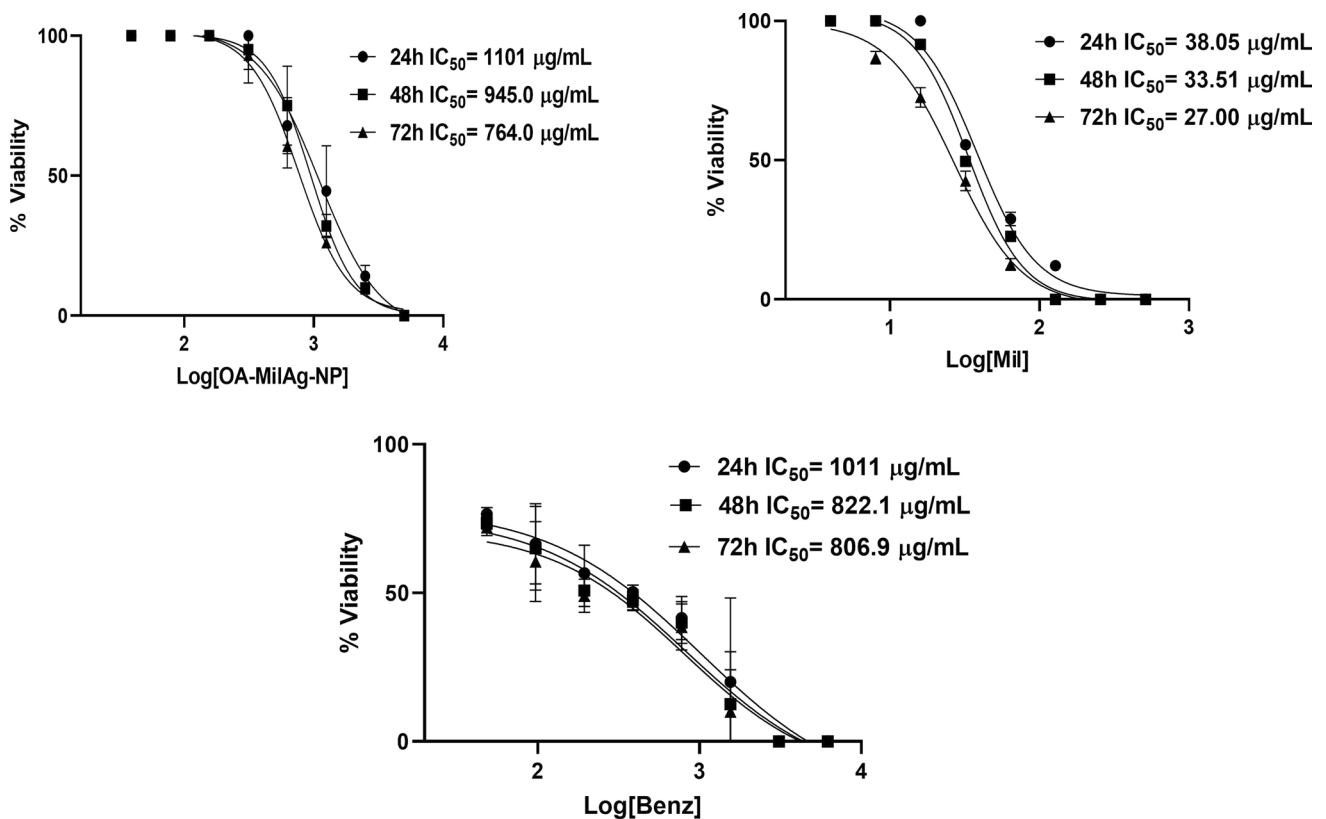 100
50
0
% Viability
2
3
4
Log[OA-MilAg-NP]
24h IC50= 1101 μg/mL
48h IC50= 945.0 μg/mL
72h IC50= 764.0 μg/mL
100
50
0
% Viability
1
2
3
Log[Mil]
24h IC50= 38.05 μg/mL
48h IC50= 33.51 μg/mL
72h IC50= 27.00 μg/mL
100
50
0
% Viability
2
3
4
Log[Benz]
24h IC50= 1011 μg/mL
48h IC50= 822.1 μg/mL
72h IC50= 806.9 μg/mL